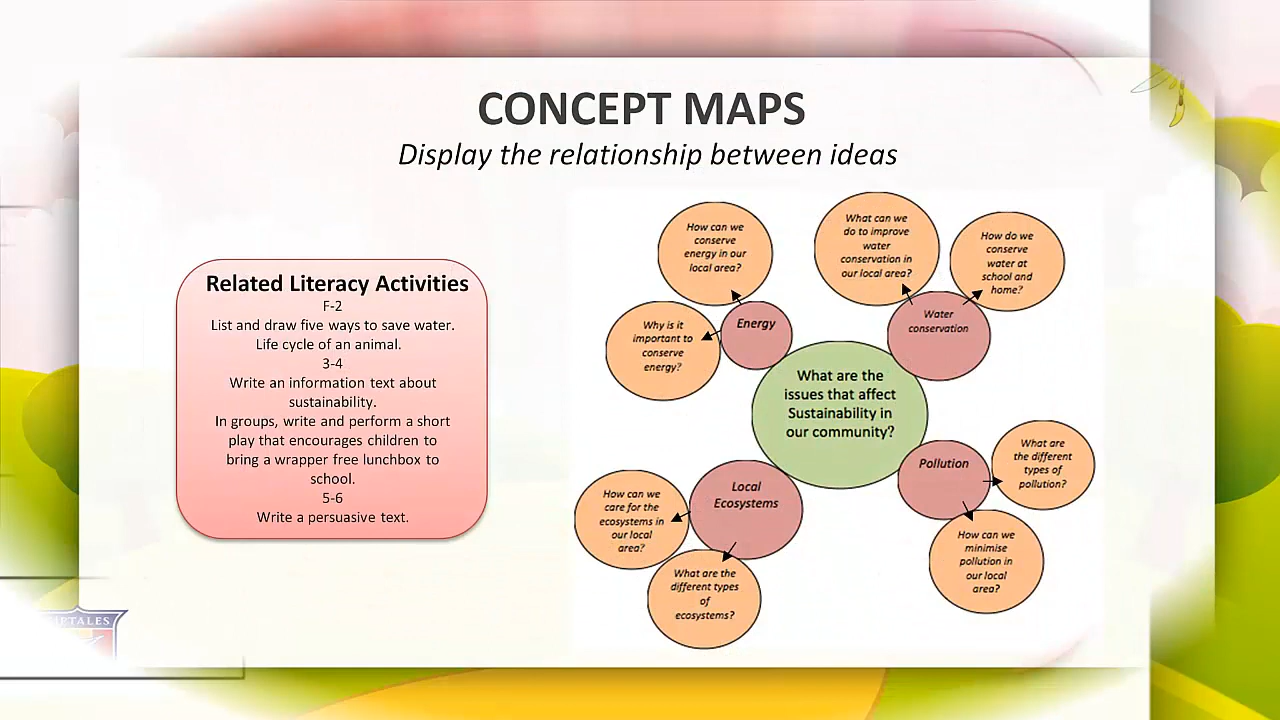 CONCEPT MAPS
Display the relationship between ideas
Related Literacy Activities
F-2
List and draw five ways to save water.
Life cycle of an animal.
3-4
Write an information text about
sustainability.
In groups, write and perform a short
play that encourages children to
bring a wrapper free lunchbox to
school.
5-6
Write a persuasive text.
How can we
conserve
energy in our
local area?
Why is it
important to
conserve
energy?
Energy
What can we
do to improve
water
conservation in
our local area?
How do we
conserve
water at
school and
home?
Water
conservation
What are the
issues that affect
Sustainability in
our community?
Pollution
What are
the different
types of
pollution?
How can we
minimise
pollution in
our local
area?
Local
Ecosystems
How can we
care for the
ecosystems in
our local
area?
What are the
different types
of
ecosystems?